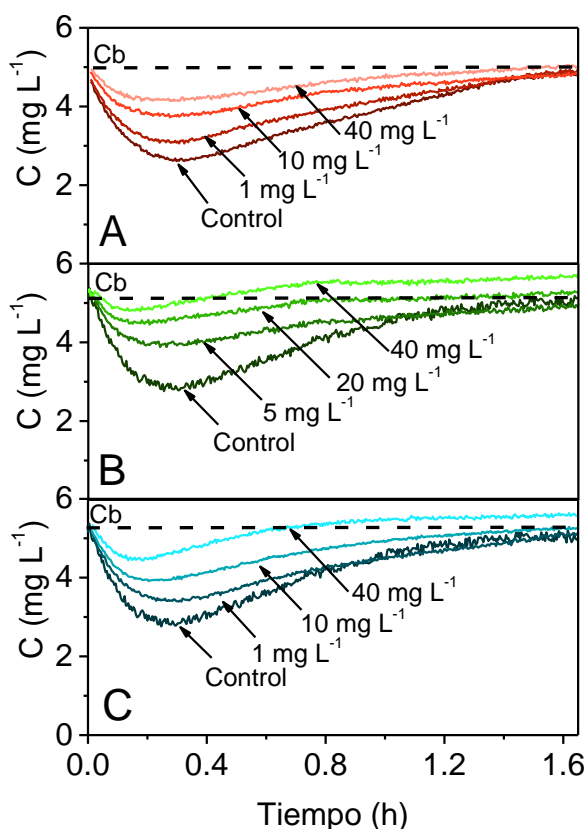 6
Cb
4
2
C (mg L⁻¹)
40 mg L⁻¹
10 mg L⁻¹
1 mg L⁻¹
Control
A
6
Cb
4
2
C (mg L⁻¹)
40 mg L⁻¹
20 mg L⁻¹
5 mg L⁻¹
Control
B
6
Cb
4
2
0
C (mg L⁻¹)
40 mg L⁻¹
10 mg L⁻¹
1 mg L⁻¹
Control
C
0.0 0.4 0.8 1.2 1.6
Tiempo (h)